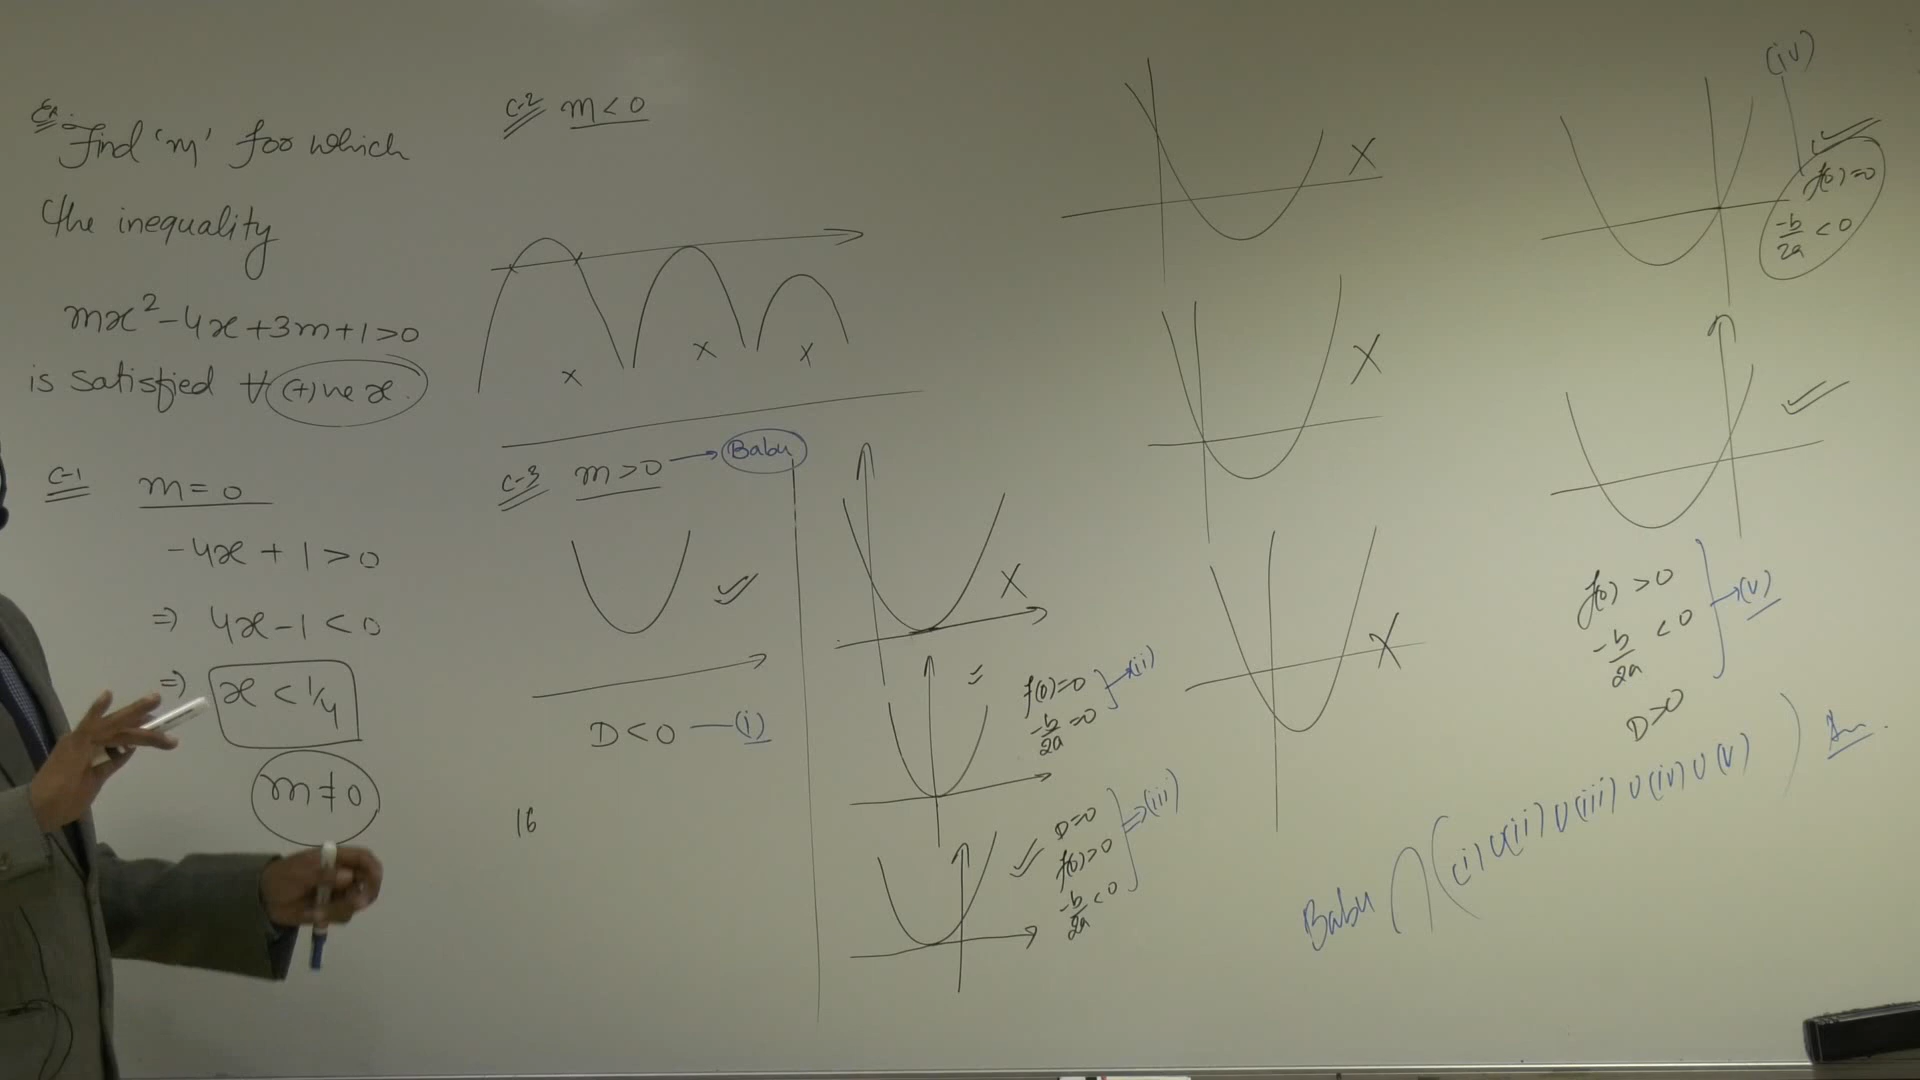 Ex: Find 'm' for which
the inequality
mx²-4x+3m+1>0
is satisfied ∀ (+)ve x.
C-1 m=0
-4x+1>0
⇒ 4x-1<0
⇒ x<1/4
m≠0
C-2 m<0
x x x
C-3 m>0 → Babu
D<0 —(i)
16
X
f(0)=0
-b/2a=0 → (ii)
D=0
f(0)>0
-b/2a<0 ⇒ (iii)
X
X
X
(iv)
f(0)=0
-b/2a<0
f(0)>0
-b/2a<0 → (v)
D>0
Babu ∩ ((i) ∪ (ii) ∪ (iii) ∪ (iv) ∪ (v)) An.